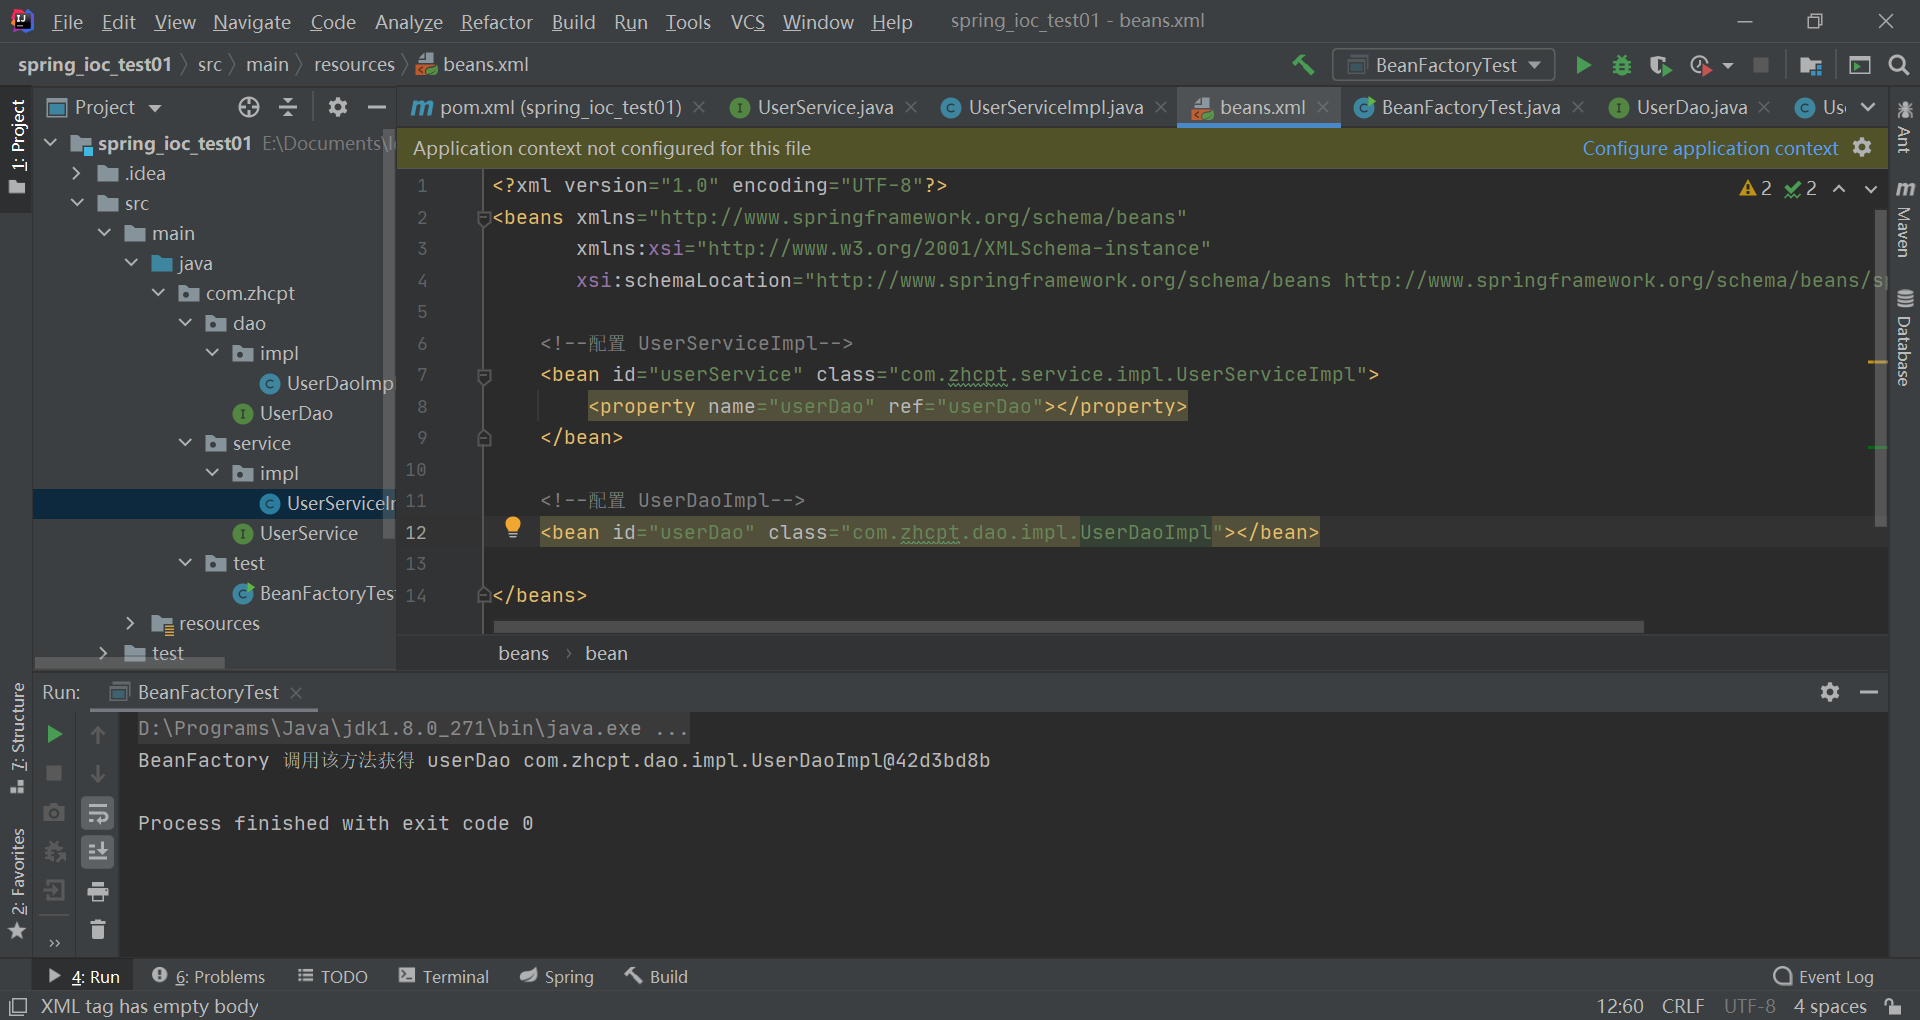 File Edit View Navigate Code Analyze Refactor Build Run Tools VCS Window Help spring_ioc_test01 - beans.xml
spring_ioc_test01 src main resources beans.xml
BeanFactoryTest
1: Project
Project
pom.xml (spring_ioc_test01) UserService.java UserServiceImpl.java beans.xml BeanFactoryTest.java UserDao.java Us
spring_ioc_test01 E:\Documents\I
.idea
src
main
java
com.zhcpt
dao
impl
UserDaoImp
UserDao
service
impl
UserServiceI
UserService
test
BeanFactoryTes
resources
test
Application context not configured for this file Configure application context
2 2
1 <?xml version="1.0" encoding="UTF-8"?>
2 <beans xmlns="http://www.springframework.org/schema/beans"
3 xmlns:xsi="http://www.w3.org/2001/XMLSchema-instance"
4 xsi:schemaLocation="http://www.springframework.org/schema/beans http://www.springframework.org/schema/beans/s
5
6 <!--配置 UserServiceImpl-->
7 <bean id="userService" class="com.zhcpt.service.impl.UserServiceImpl">
8 <property name="userDao" ref="userDao"></property>
9 </bean>
10
11 <!--配置 UserDaoImpl-->
12 <bean id="userDao" class="com.zhcpt.dao.impl.UserDaoImpl"></bean>
13
14 </beans>
beans bean
Ant
Maven
Database
7: Structure
2: Favorites
Run: BeanFactoryTest
D:\Programs\Java\jdk1.8.0_271\bin\java.exe ...
BeanFactory 调用该方法获得 userDao com.zhcpt.dao.impl.UserDaoImpl@42d3bd8b
Process finished with exit code 0
4: Run 6: Problems TODO Terminal Spring Build Event Log
XML tag has empty body 12:60 CRLF UTF-8 4 spaces